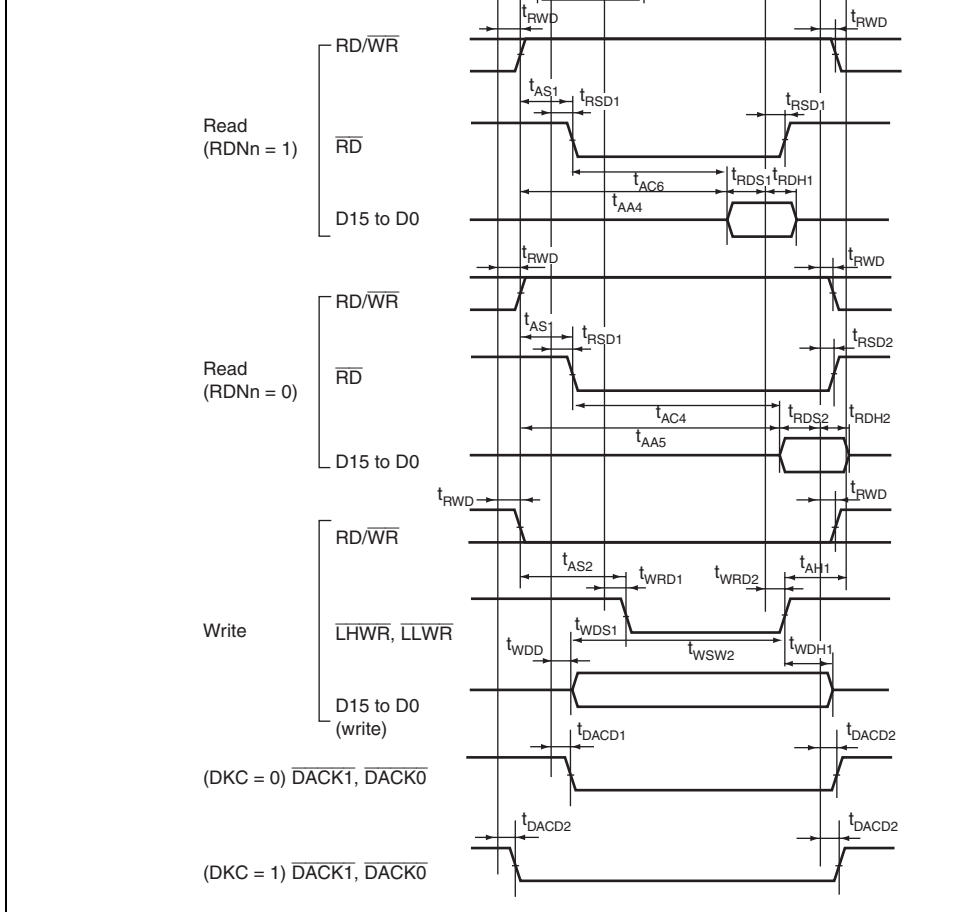 tRWD tRWD
RD/WR
tAS1 tRSD1 tRSD1
Read
(RDNn = 1)
RD
tAC6 tRDS1 tRDH1
tAA4
D15 to D0
tRWD tRWD
RD/WR
tAS1 tRSD1 tRSD2
Read
(RDNn = 0)
RD
tAC4 tRDS2 tRDH2
tAA5
D15 to D0
tRWD tRWD
RD/WR
tAS2 tWRD1 tWRD2 tAH1
Write
LHWR, LLWR
tWDD tWDS1 tWSW2 tWDH1
D15 to D0
(write)
tDACD1 tDACD2
(DKC = 0) DACK1, DACK0
tDACD2 tDACD2
(DKC = 1) DACK1, DACK0